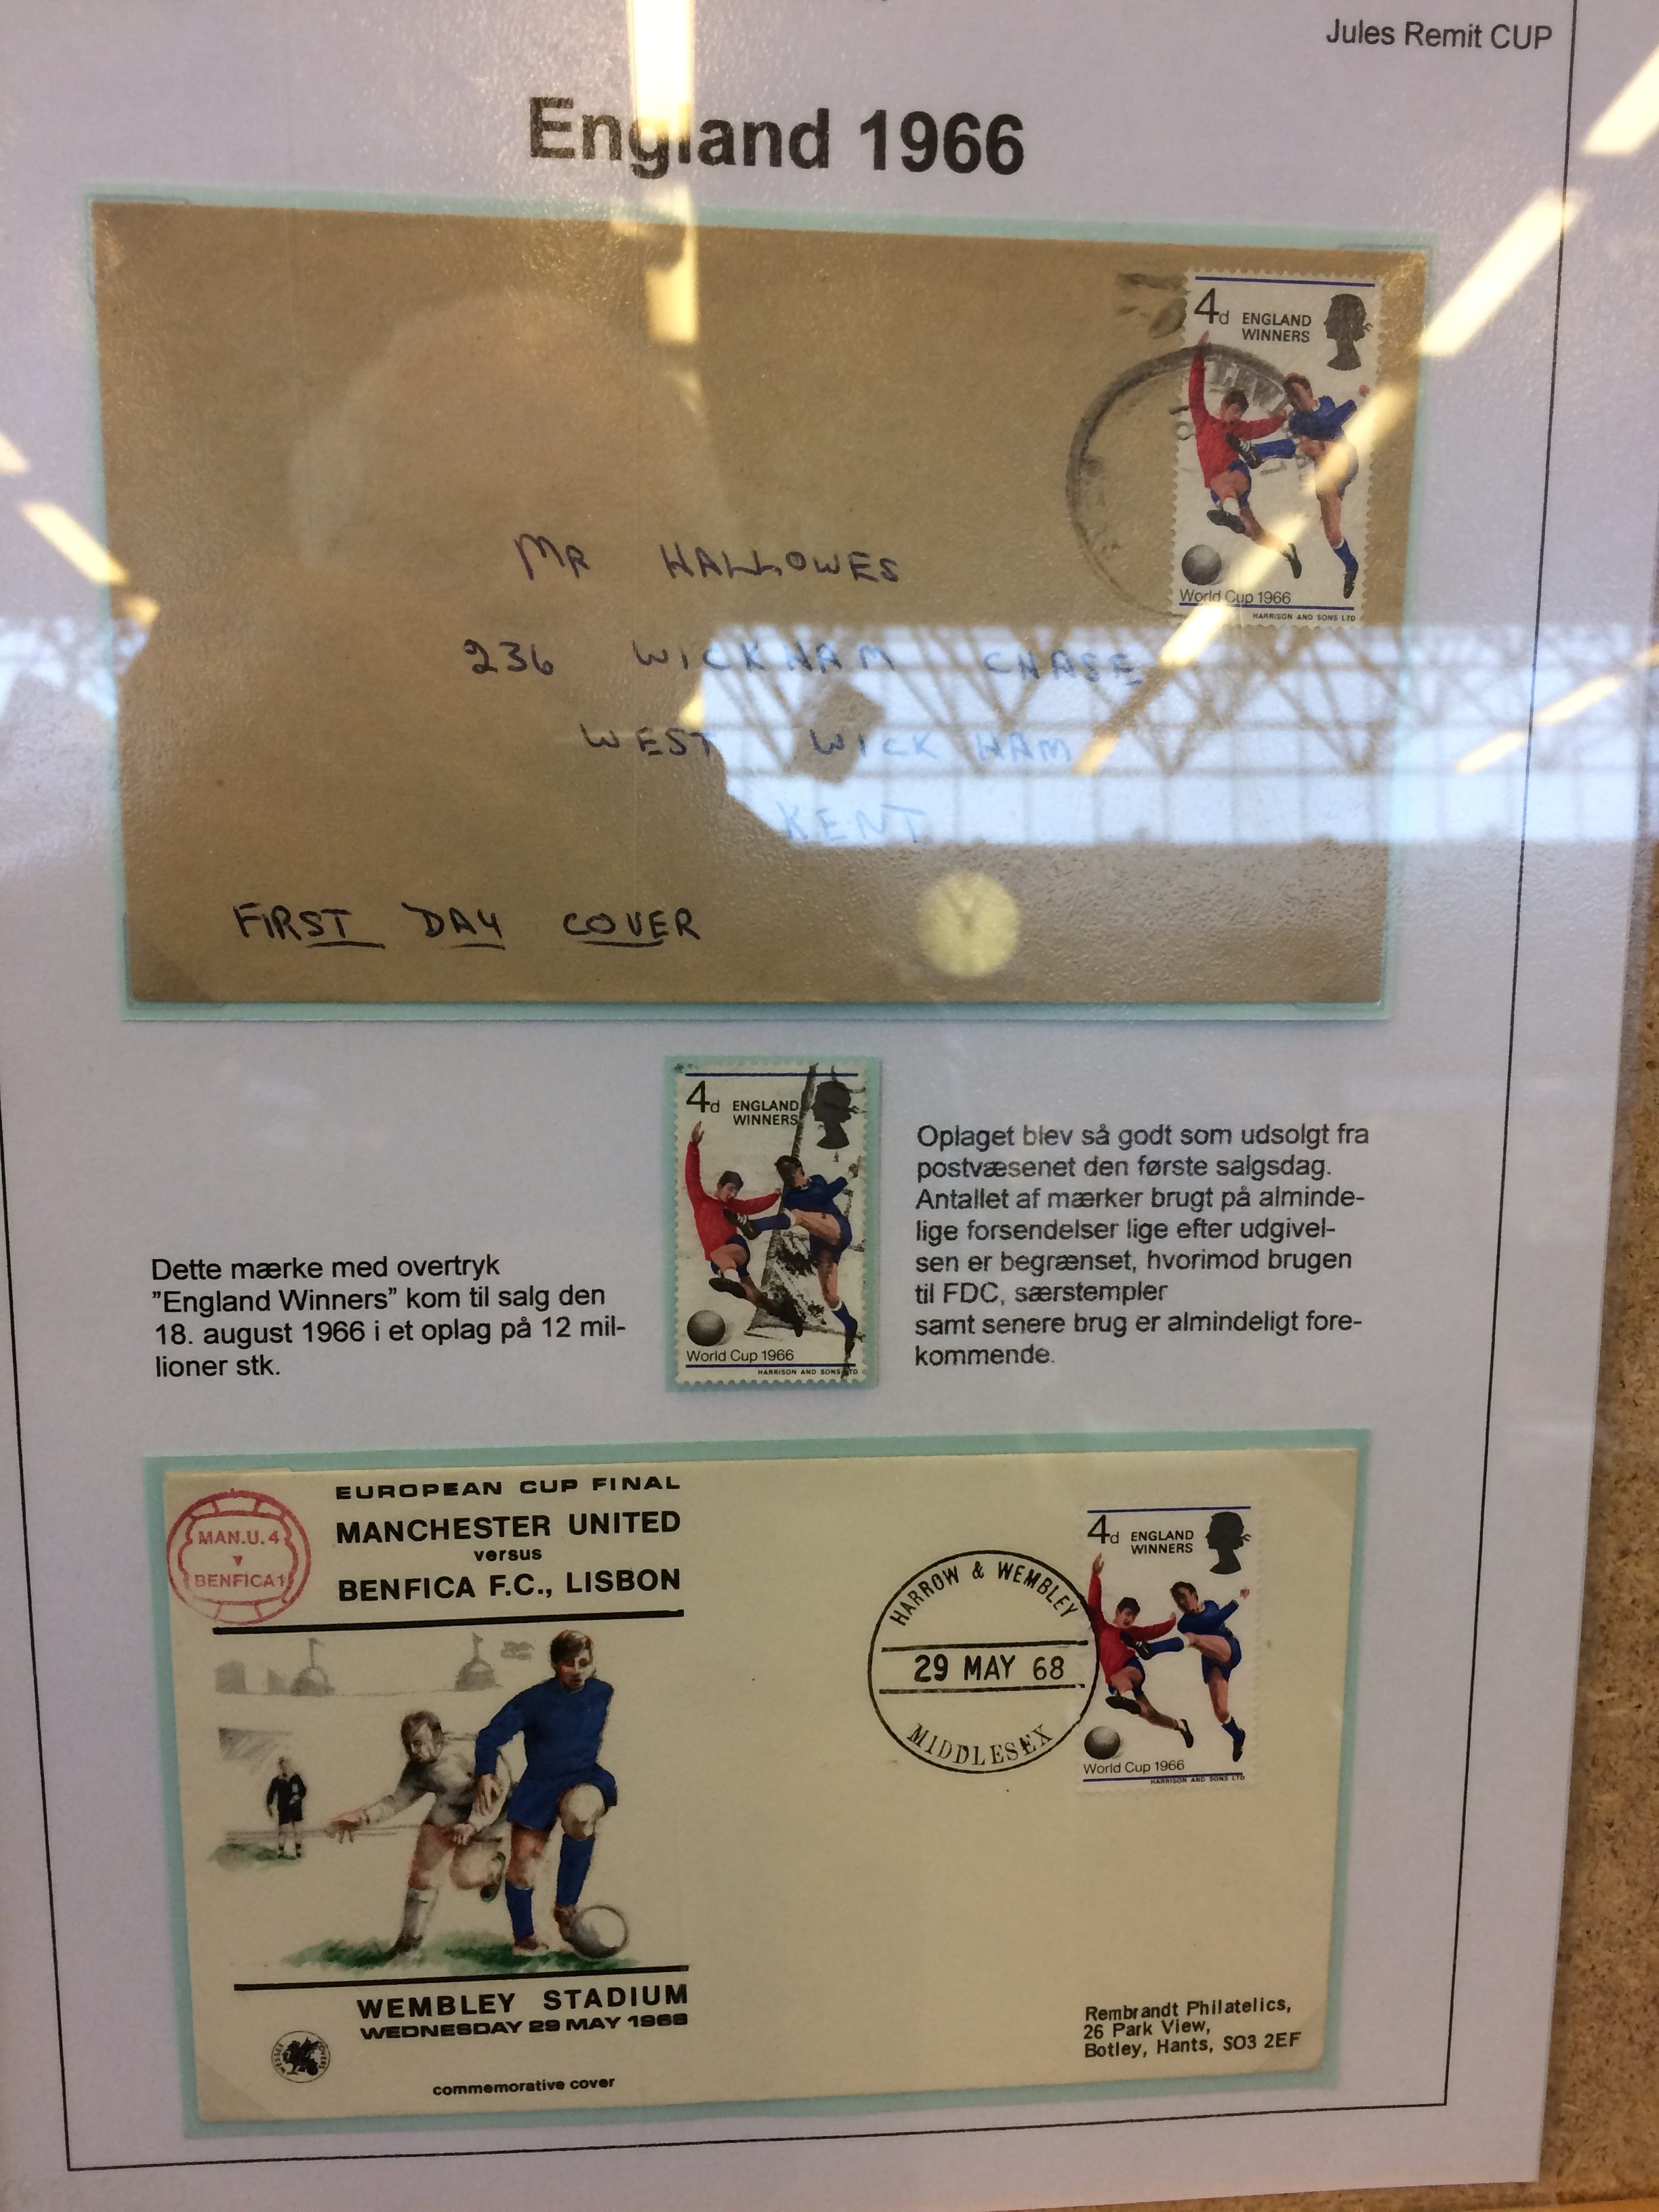 Jules Remit CUP
England 1966
4d ENGLAND
WINNERS
World Cup 1966
HARRISON AND SONS LTD
MR HALLOWES
236 WICKHAM CHASE
WEST WICKHAM
KENT
FIRST DAY COVER
4d ENGLAND
WINNERS
World Cup 1966
HARRISON AND SONS LTD
Dette mærke med overtryk
"England Winners" kom til salg den
18. august 1966 i et oplag på 12 mil-
lioner stk.
Oplaget blev så godt som udsolgt fra
postvæsenet den første salgsdag.
Antallet af mærker brugt på alminde-
lige forsendelser lige efter udgivel-
sen er begrænset, hvorimod brugen
til FDC, særstempler
samt senere brug er almindeligt fore-
kommende.
MAN.U. 4
v
BENFICA 1
EUROPEAN CUP FINAL
MANCHESTER UNITED
versus
BENFICA F.C., LISBON
HARROW & WEMBLEY
29 MAY 68
MIDDLESEX
4d ENGLAND
WINNERS
World Cup 1966
HARRISON AND SONS LTD
WEMBLEY STADIUM
WEDNESDAY 29 MAY 1968
commemorative cover
Rembrandt Philatelics,
26 Park View,
Botley, Hants, SO3 2EF